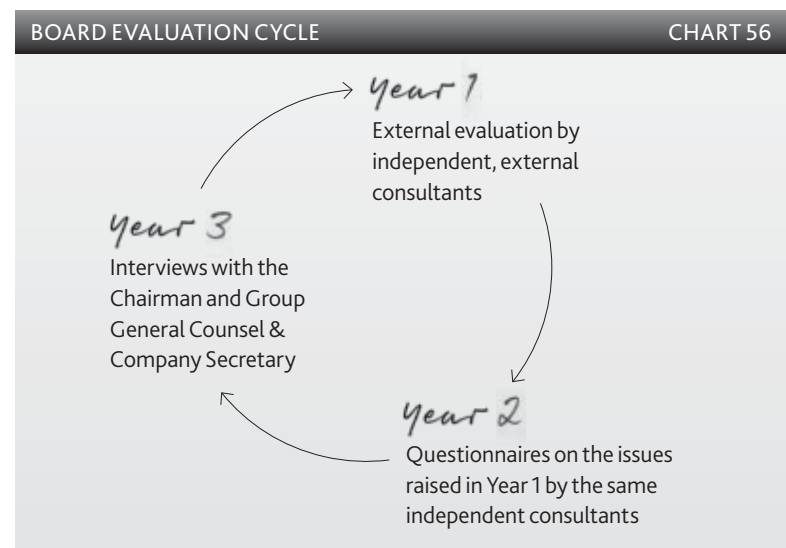 BOARD EVALUATION CYCLE CHART 56
Year 1
External evaluation by
independent, external
consultants
Year 3
Interviews with the
Chairman and Group
General Counsel &
Company Secretary
Year 2
Questionnaires on the issues
raised in Year 1 by the same
independent consultants